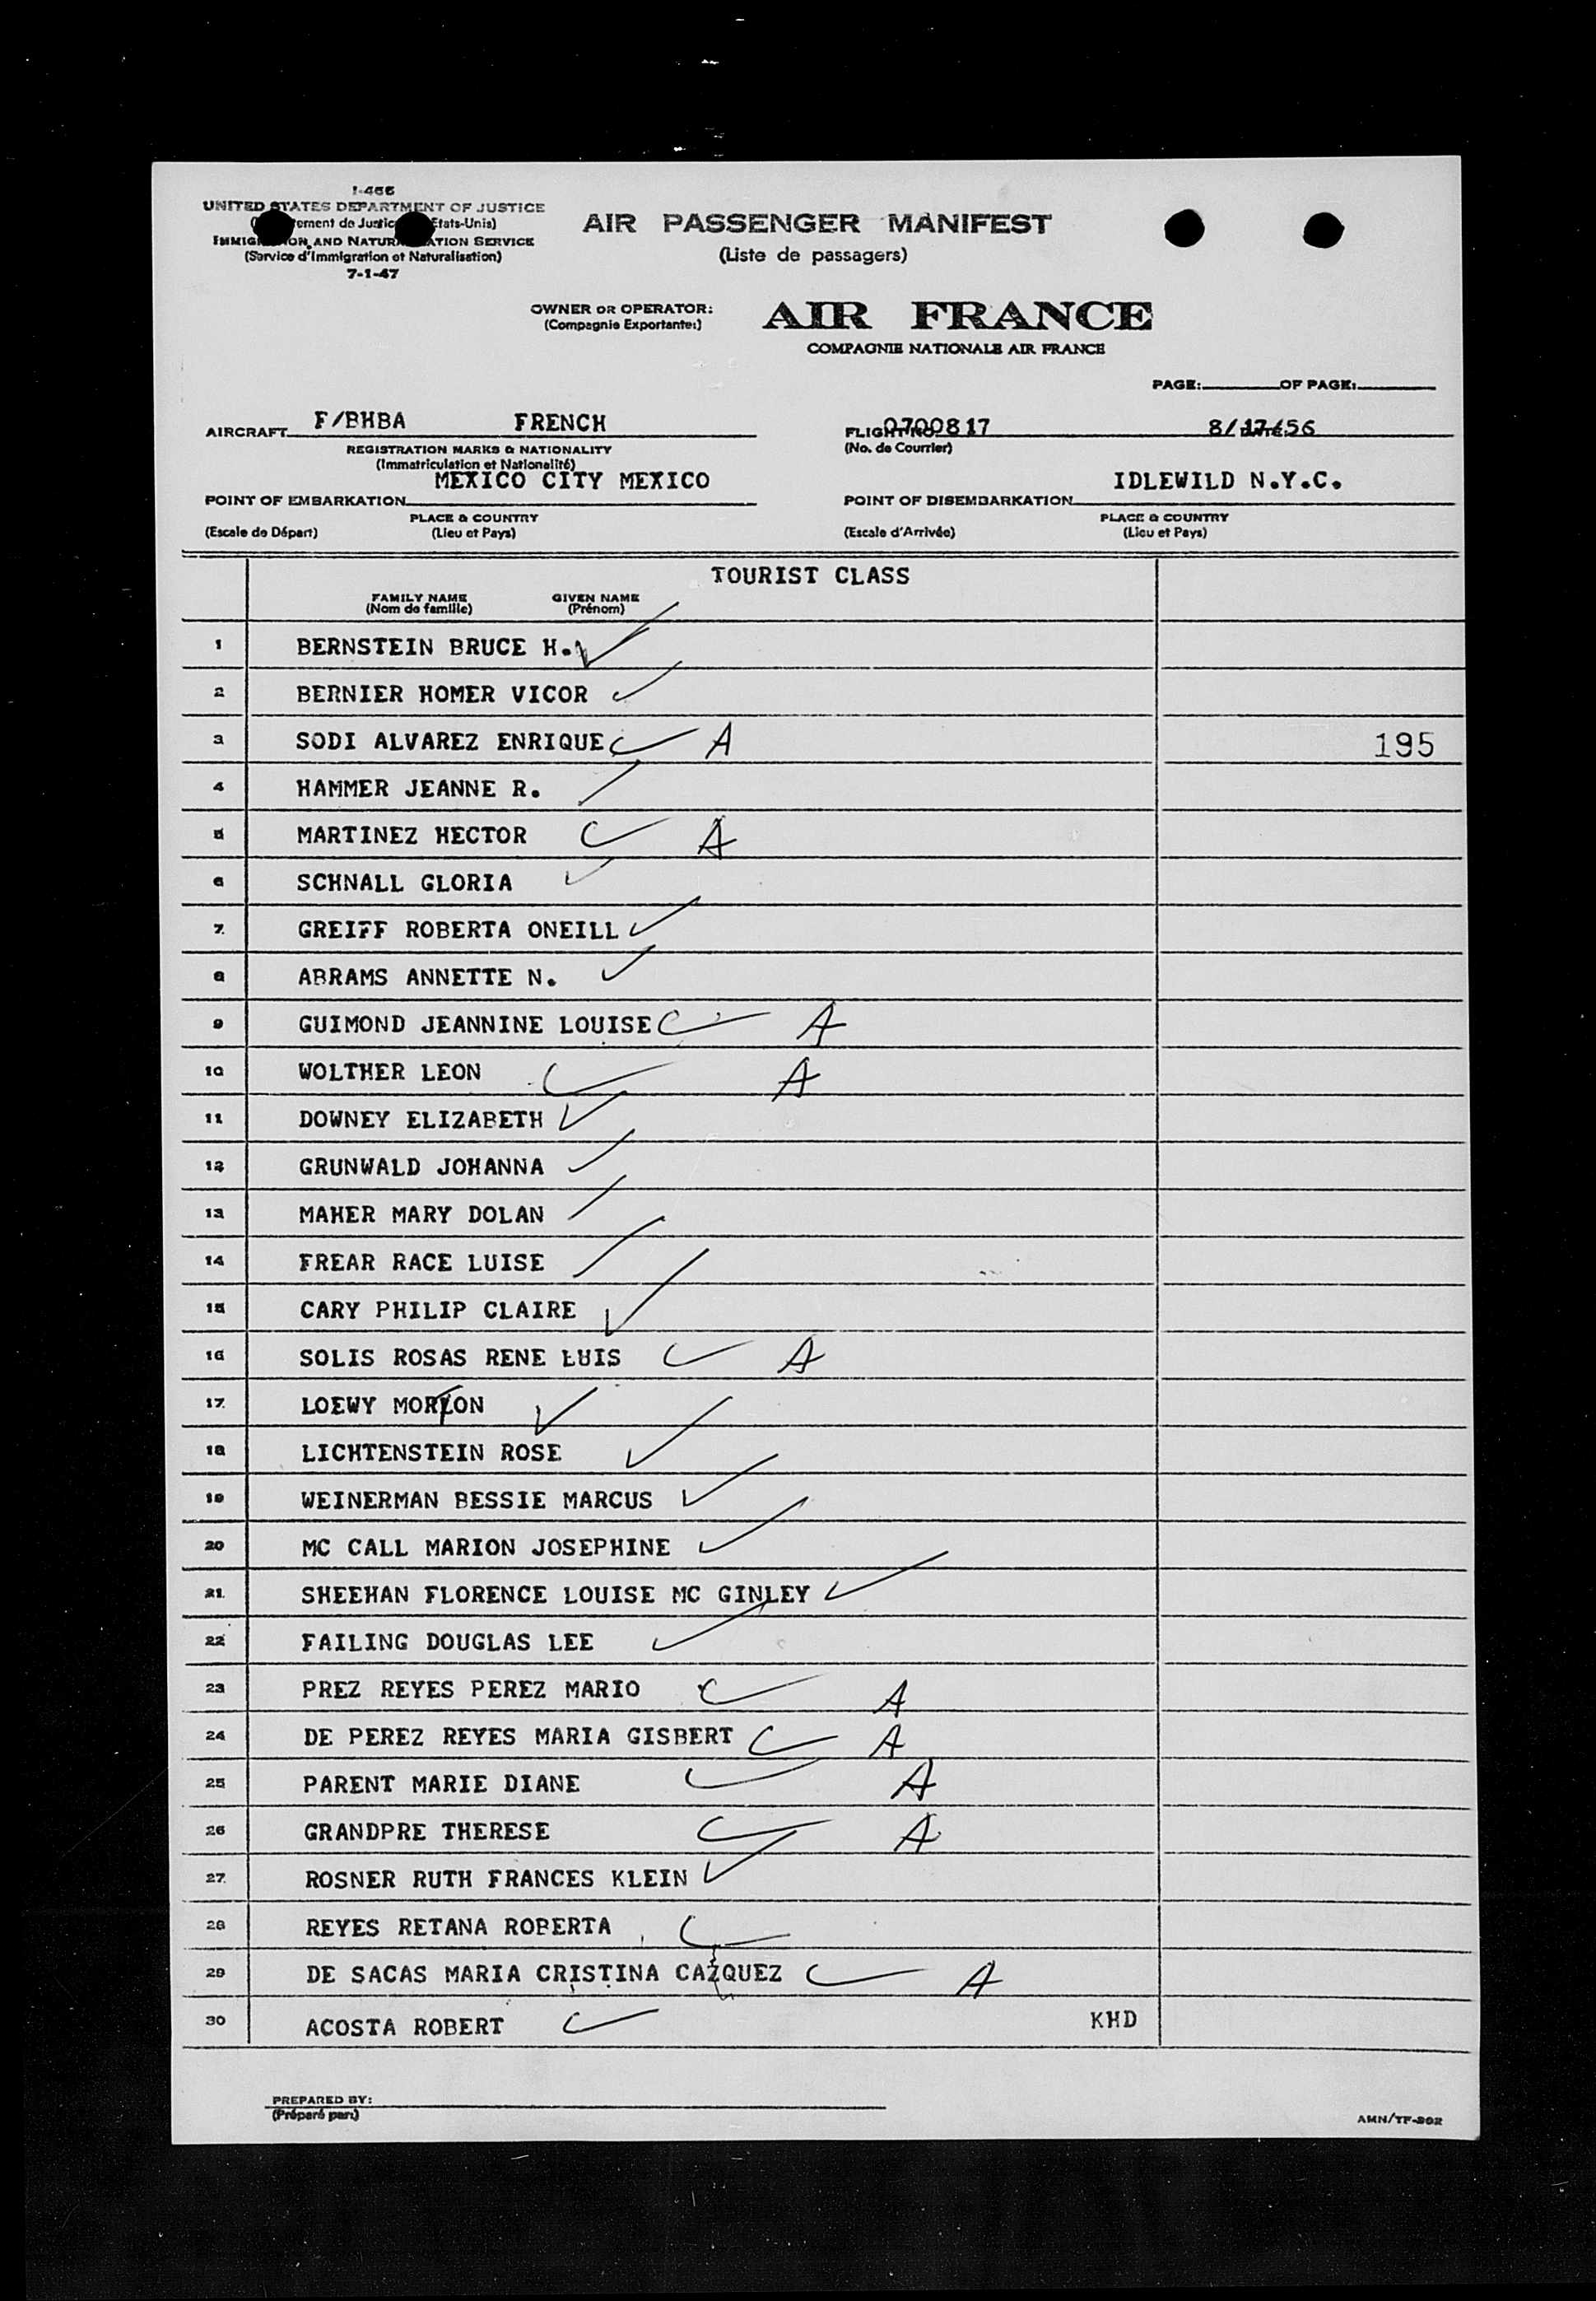 I-466
UNITED STATES DEPARTMENT OF JUSTICE
de Justice Etats-Unis)
IMMIGRATION AND NATURALIZATION SERVICE
(Service d'Immigration et Naturalisation)
7-1-47
AIR PASSENGER MANIFEST
(Liste de passagers)
OWNER OR OPERATOR:
(Compagnie Exportante:)
AIR FRANCE
COMPAGNIE NATIONALE AIR FRANCE
PAGE: OF PAGE:
AIRCRAFT F/BHBA FRENCH
REGISTRATION MARKS & NATIONALITY
(Immatriculation et Nationalité)
FLIGHT NO. 0700817 8/17/56
(No. de Courrier)
POINT OF EMBARKATION MEXICO CITY MEXICO
PLACE & COUNTRY
(Escale de Départ) (Lieu et Pays)
POINT OF DISEMBARKATION IDLEWILD N.Y.C.
PLACE & COUNTRY
(Escale d'Arrivée) (Lieu et Pays)
TOURIST CLASS
FAMILY NAME GIVEN NAME
(Nom de famille) (Prénom)
1 BERNSTEIN BRUCE H.
2 BERNIER HOMER VICOR
3 SODI ALVAREZ ENRIQUE A 195
4 HAMMER JEANNE R.
5 MARTINEZ HECTOR A
6 SCHNALL GLORIA
7 GREIFF ROBERTA ONEILL
8 ABRAMS ANNETTE N.
9 GUIMOND JEANNINE LOUISE A
10 WOLTHER LEON A
11 DOWNEY ELIZABETH
12 GRUNWALD JOHANNA
13 MAHER MARY DOLAN
14 FREAR RACE LUISE
15 CARY PHILIP CLAIRE
16 SOLIS ROSAS RENE LUIS A
17 LOEWY MORTON
18 LICHTENSTEIN ROSE
19 WEINERMAN BESSIE MARCUS
20 MC CALL MARION JOSEPHINE
21 SHEEHAN FLORENCE LOUISE MC GINLEY
22 FAILING DOUGLAS LEE
23 PREZ REYES PEREZ MARIO A
24 DE PEREZ REYES MARIA GISBERT A
25 PARENT MARIE DIANE A
26 GRANDPRE THERESE A
27 ROSNER RUTH FRANCES KLEIN
28 REYES RETANA ROBERTA
29 DE SACAS MARIA CRISTINA CAZQUEZ A
30 ACOSTA ROBERT KHD
PREPARED BY:
(Préparé par:)
AMN/TF-202